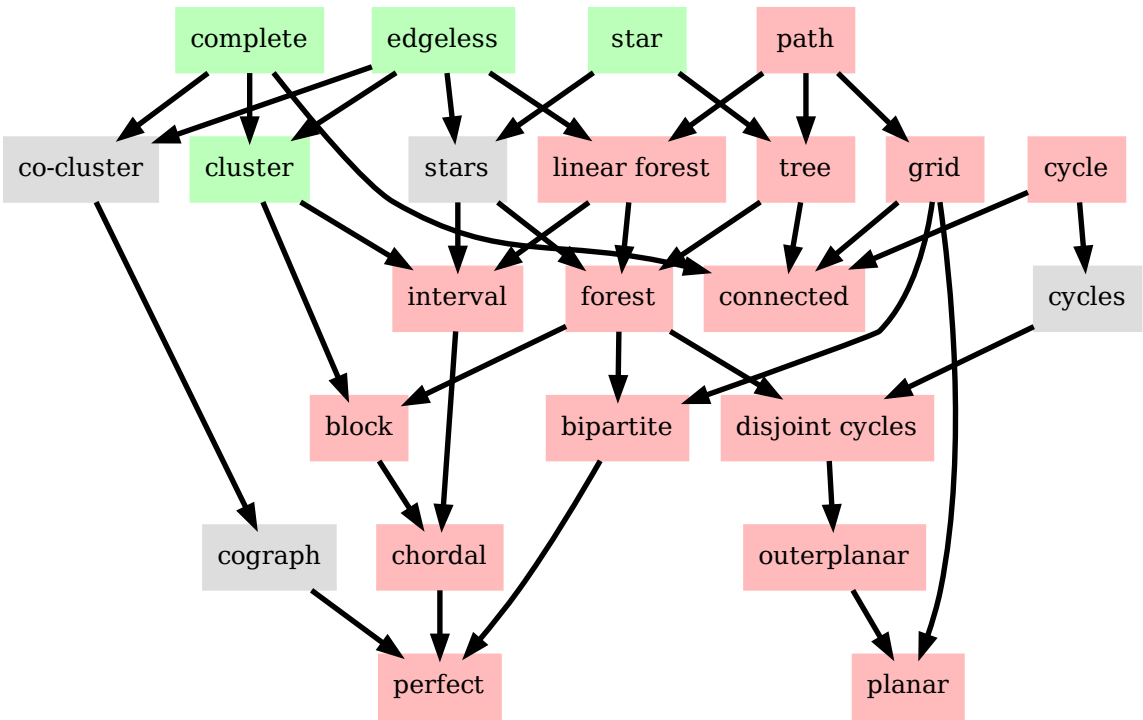 complete
edgeless
star
path
co-cluster
cluster
stars
linear forest
tree
grid
cycle
interval
forest
connected
cycles
block
bipartite
disjoint cycles
cograph
chordal
outerplanar
perfect
planar